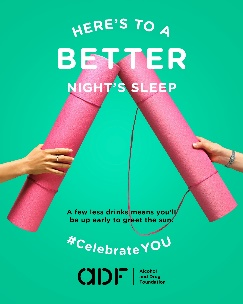 HERE'S TO A
BETTER
NIGHT'S SLEEP
A few less drinks means you'll
be up early to greet the sun.
#CelebrateYOU
ADF
Alcohol
and Drug
Foundation